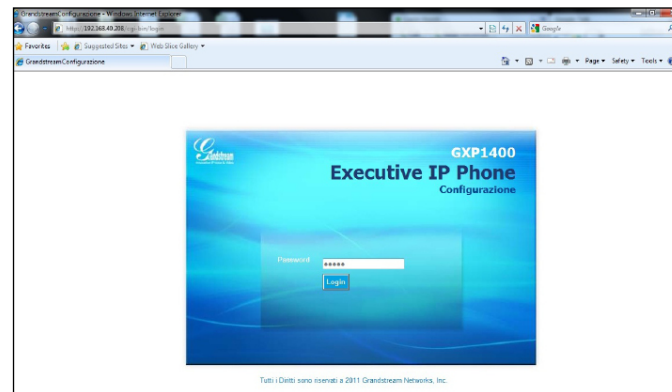 GrandstreamConfigurazione - Windows Internet Explorer
http://192.168.40.208/cgi-bin/login
Google
Favorites
Suggested Sites
Web Slice Gallery
GrandstreamConfigurazione
Page
Safety
Tools
Grandstream
GXP1400
Executive IP Phone
Configurazione
Password
Login
Tutti i Diritti sono riservati a 2011 Grandstream Networks, Inc.